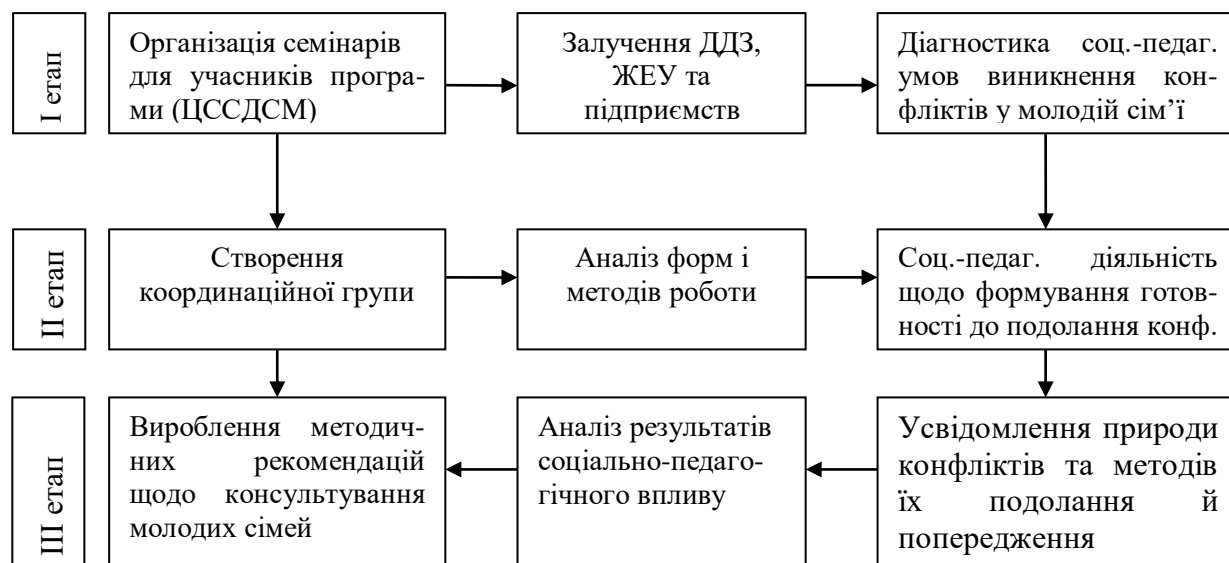 І етап
Організація семінарів
для учасників програ-
ми (ЦССДСМ)
Залучення ДДЗ,
ЖЕУ та
підприємств
Діагностика соц.-педаг.
умов виникнення кон-
фліктів у молодій сім’ї
ІІ етап
Створення
координаційної групи
Аналіз форм і
методів роботи
Соц.-педаг. діяльність
щодо формування готов-
ності до подолання конф.
ІІІ етап
Вироблення методич-
них рекомендацій
щодо консультування
молодих сімей
Аналіз результатів
соціально-педаго-
гічного впливу
Усвідомлення природи
конфліктів та методів
їх подолання й
попередження